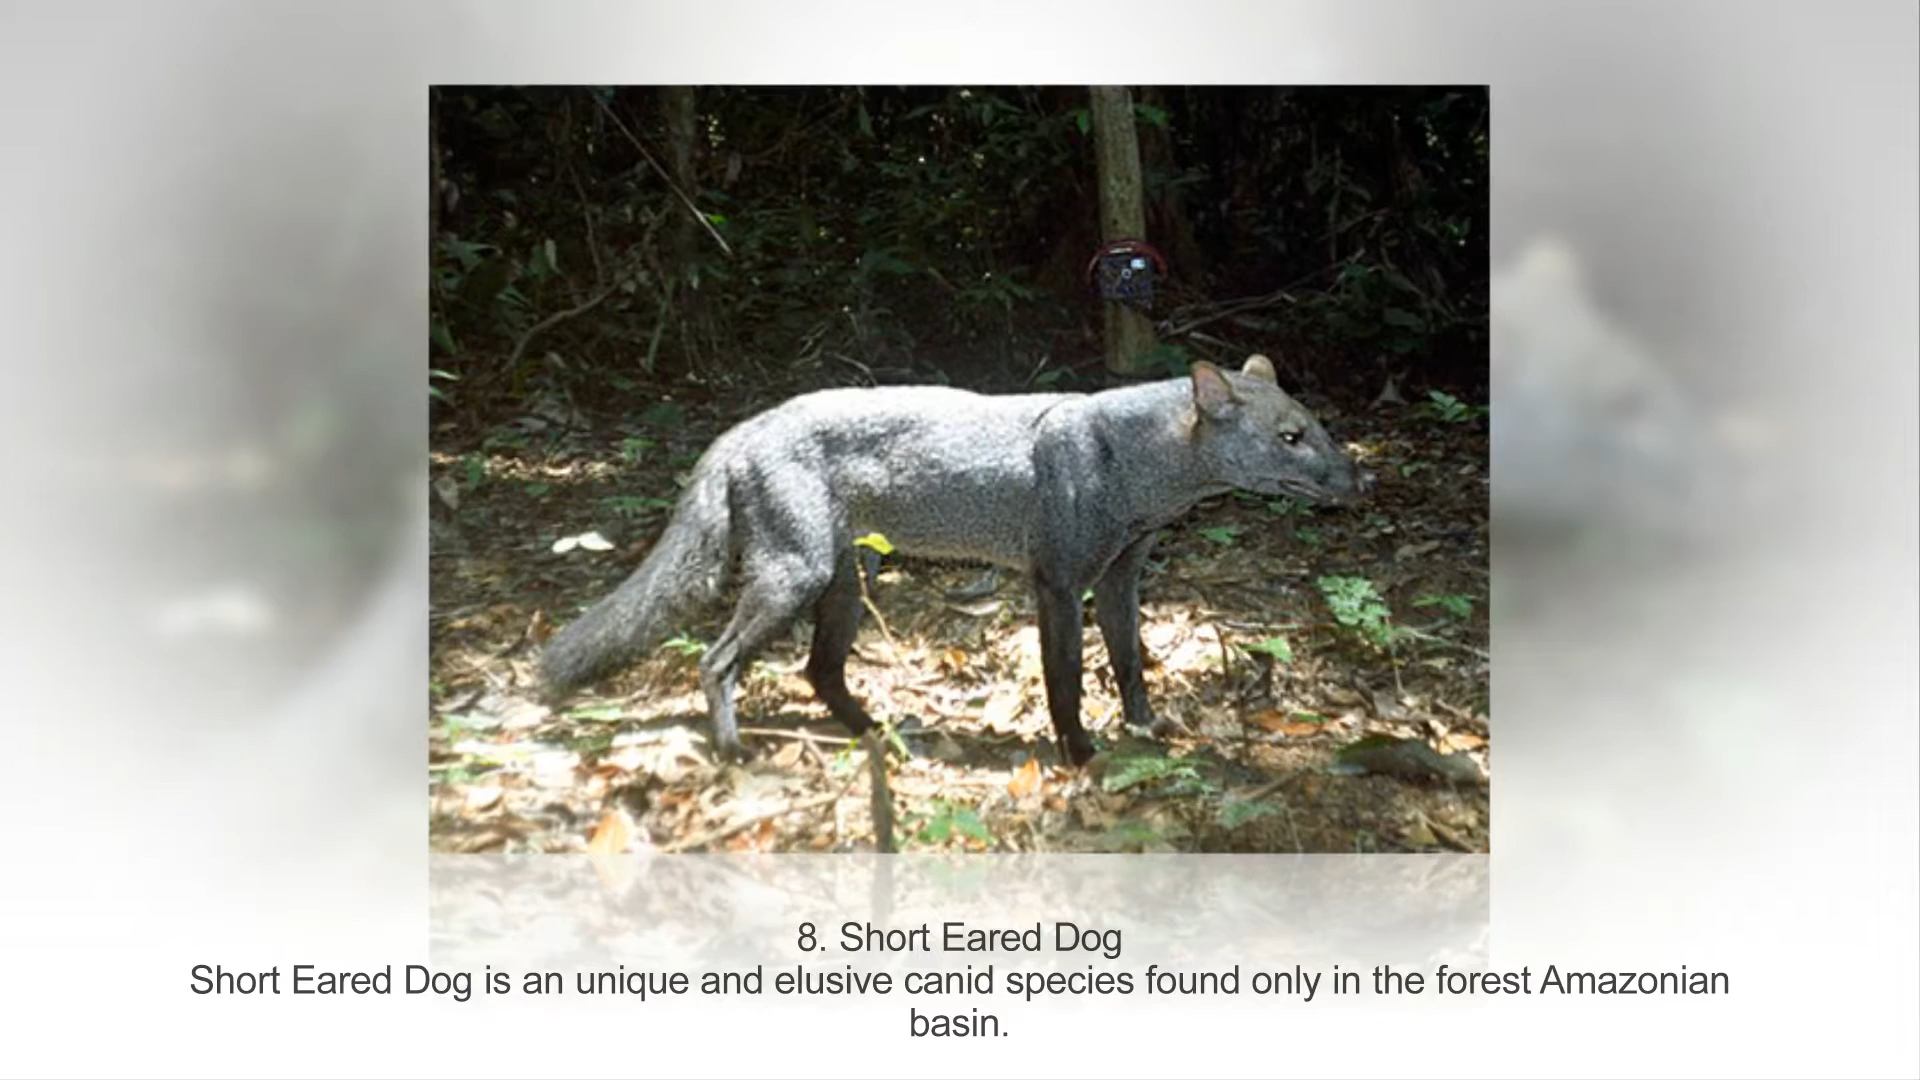 8. Short Eared Dog
Short Eared Dog is an unique and elusive canid species found only in the forest Amazonian
basin.